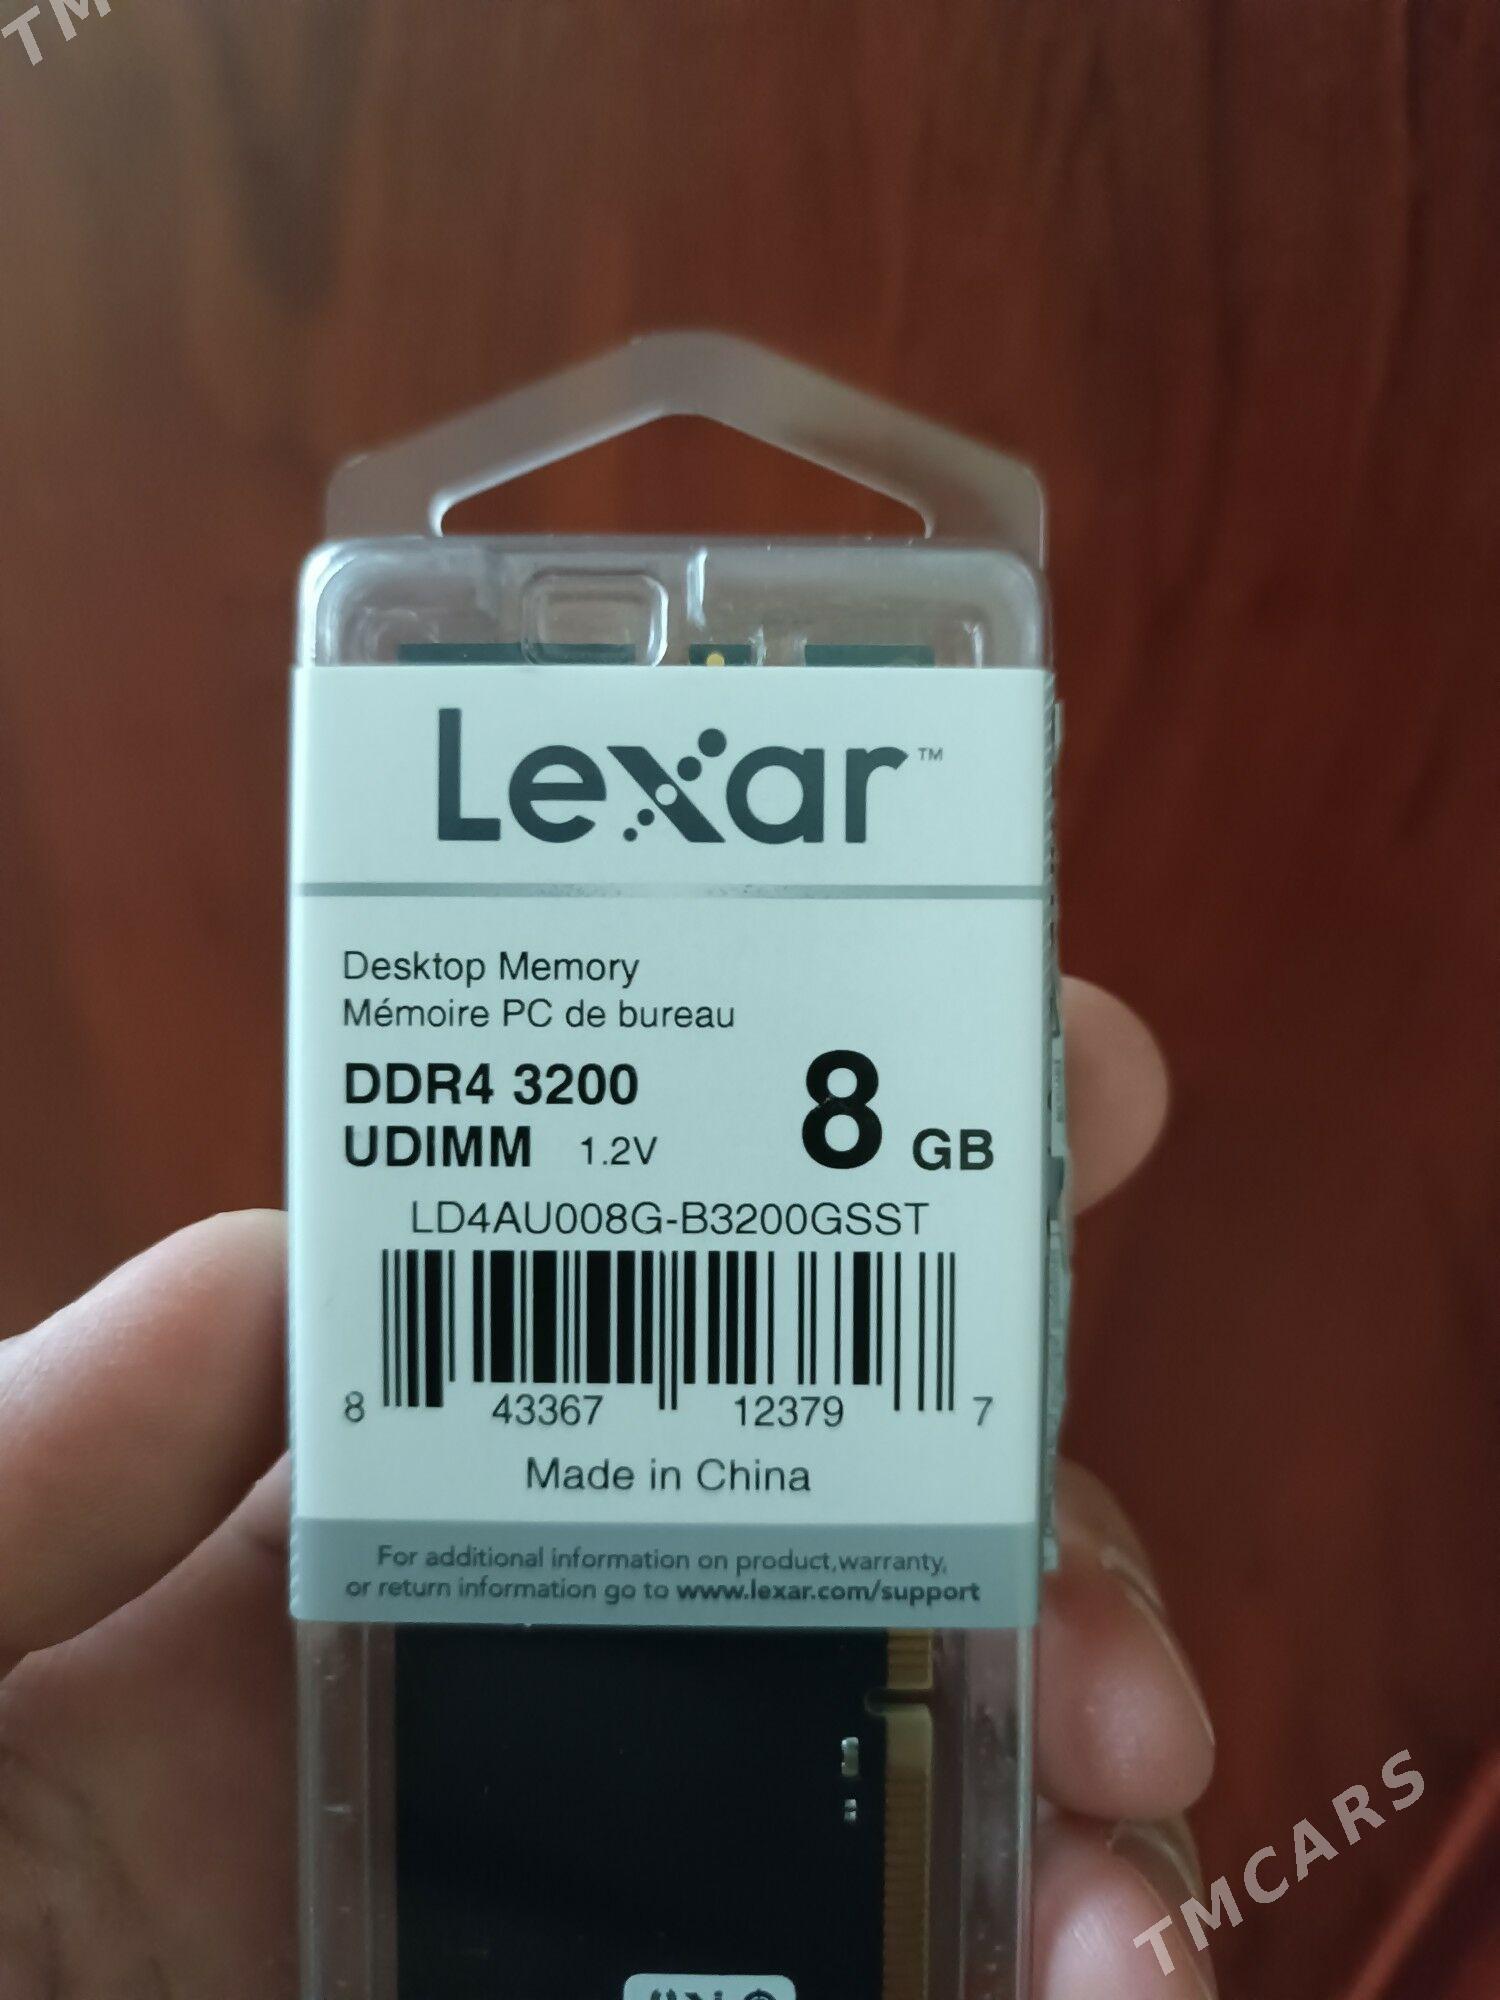 Lexar™
Desktop Memory
Mémoire PC de bureau
DDR4 3200
UDIMM 1.2V
8 GB
LD4AU008G-B3200GSST
8 43367 12379 7
Made in China
For additional information on product,warranty,
or return information go to www.lexar.com/support
TMCARS